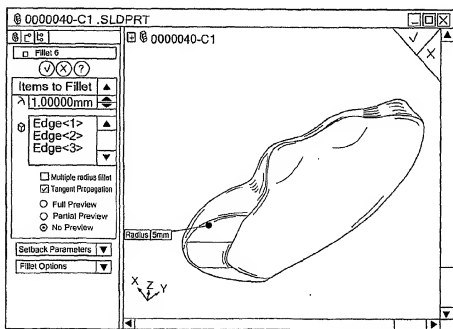 0000040-C1 .SLDPRT
0000040-C1
Fillet 6
Items to Fillet
1.00000mm
Edge<1>
Edge<2>
Edge<3>
Multiple radius fillet
Tangent Propagation
Full Preview
Partial Preview
No Preview
Radius 5mm
Setback Parameters
Fillet Options
X Z Y